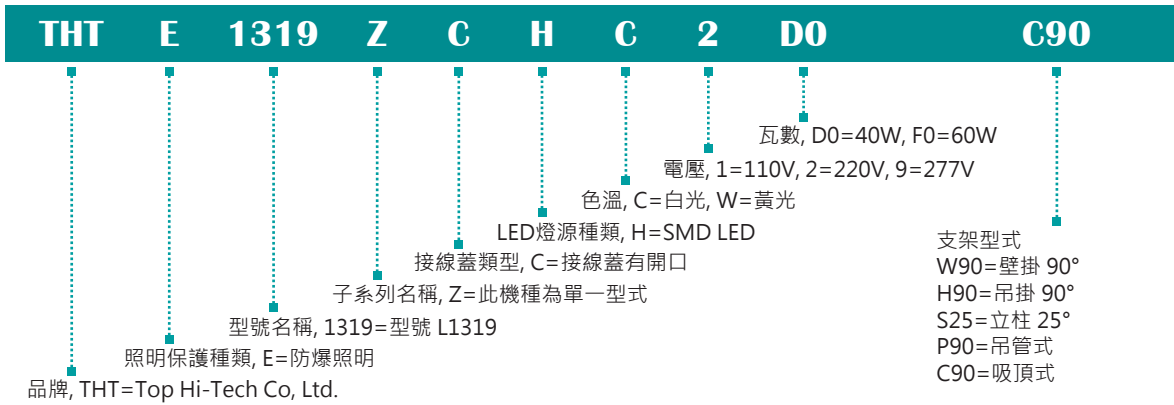 THT E 1319 Z C H C 2 D0 C90
瓦數, D0=40W, F0=60W
電壓, 1=110V, 2=220V, 9=277V
色溫, C=白光, W=黃光
LED燈源種類, H=SMD LED
接線蓋類型, C=接線蓋有開口
子系列名稱, Z=此機種為單一型式
型號名稱, 1319=型號 L1319
照明保護種類, E=防爆照明
品牌, THT=Top Hi-Tech Co, Ltd.
支架型式
W90=壁掛 90°
H90=吊掛 90°
S25=立柱 25°
P90=吊管式
C90=吸頂式